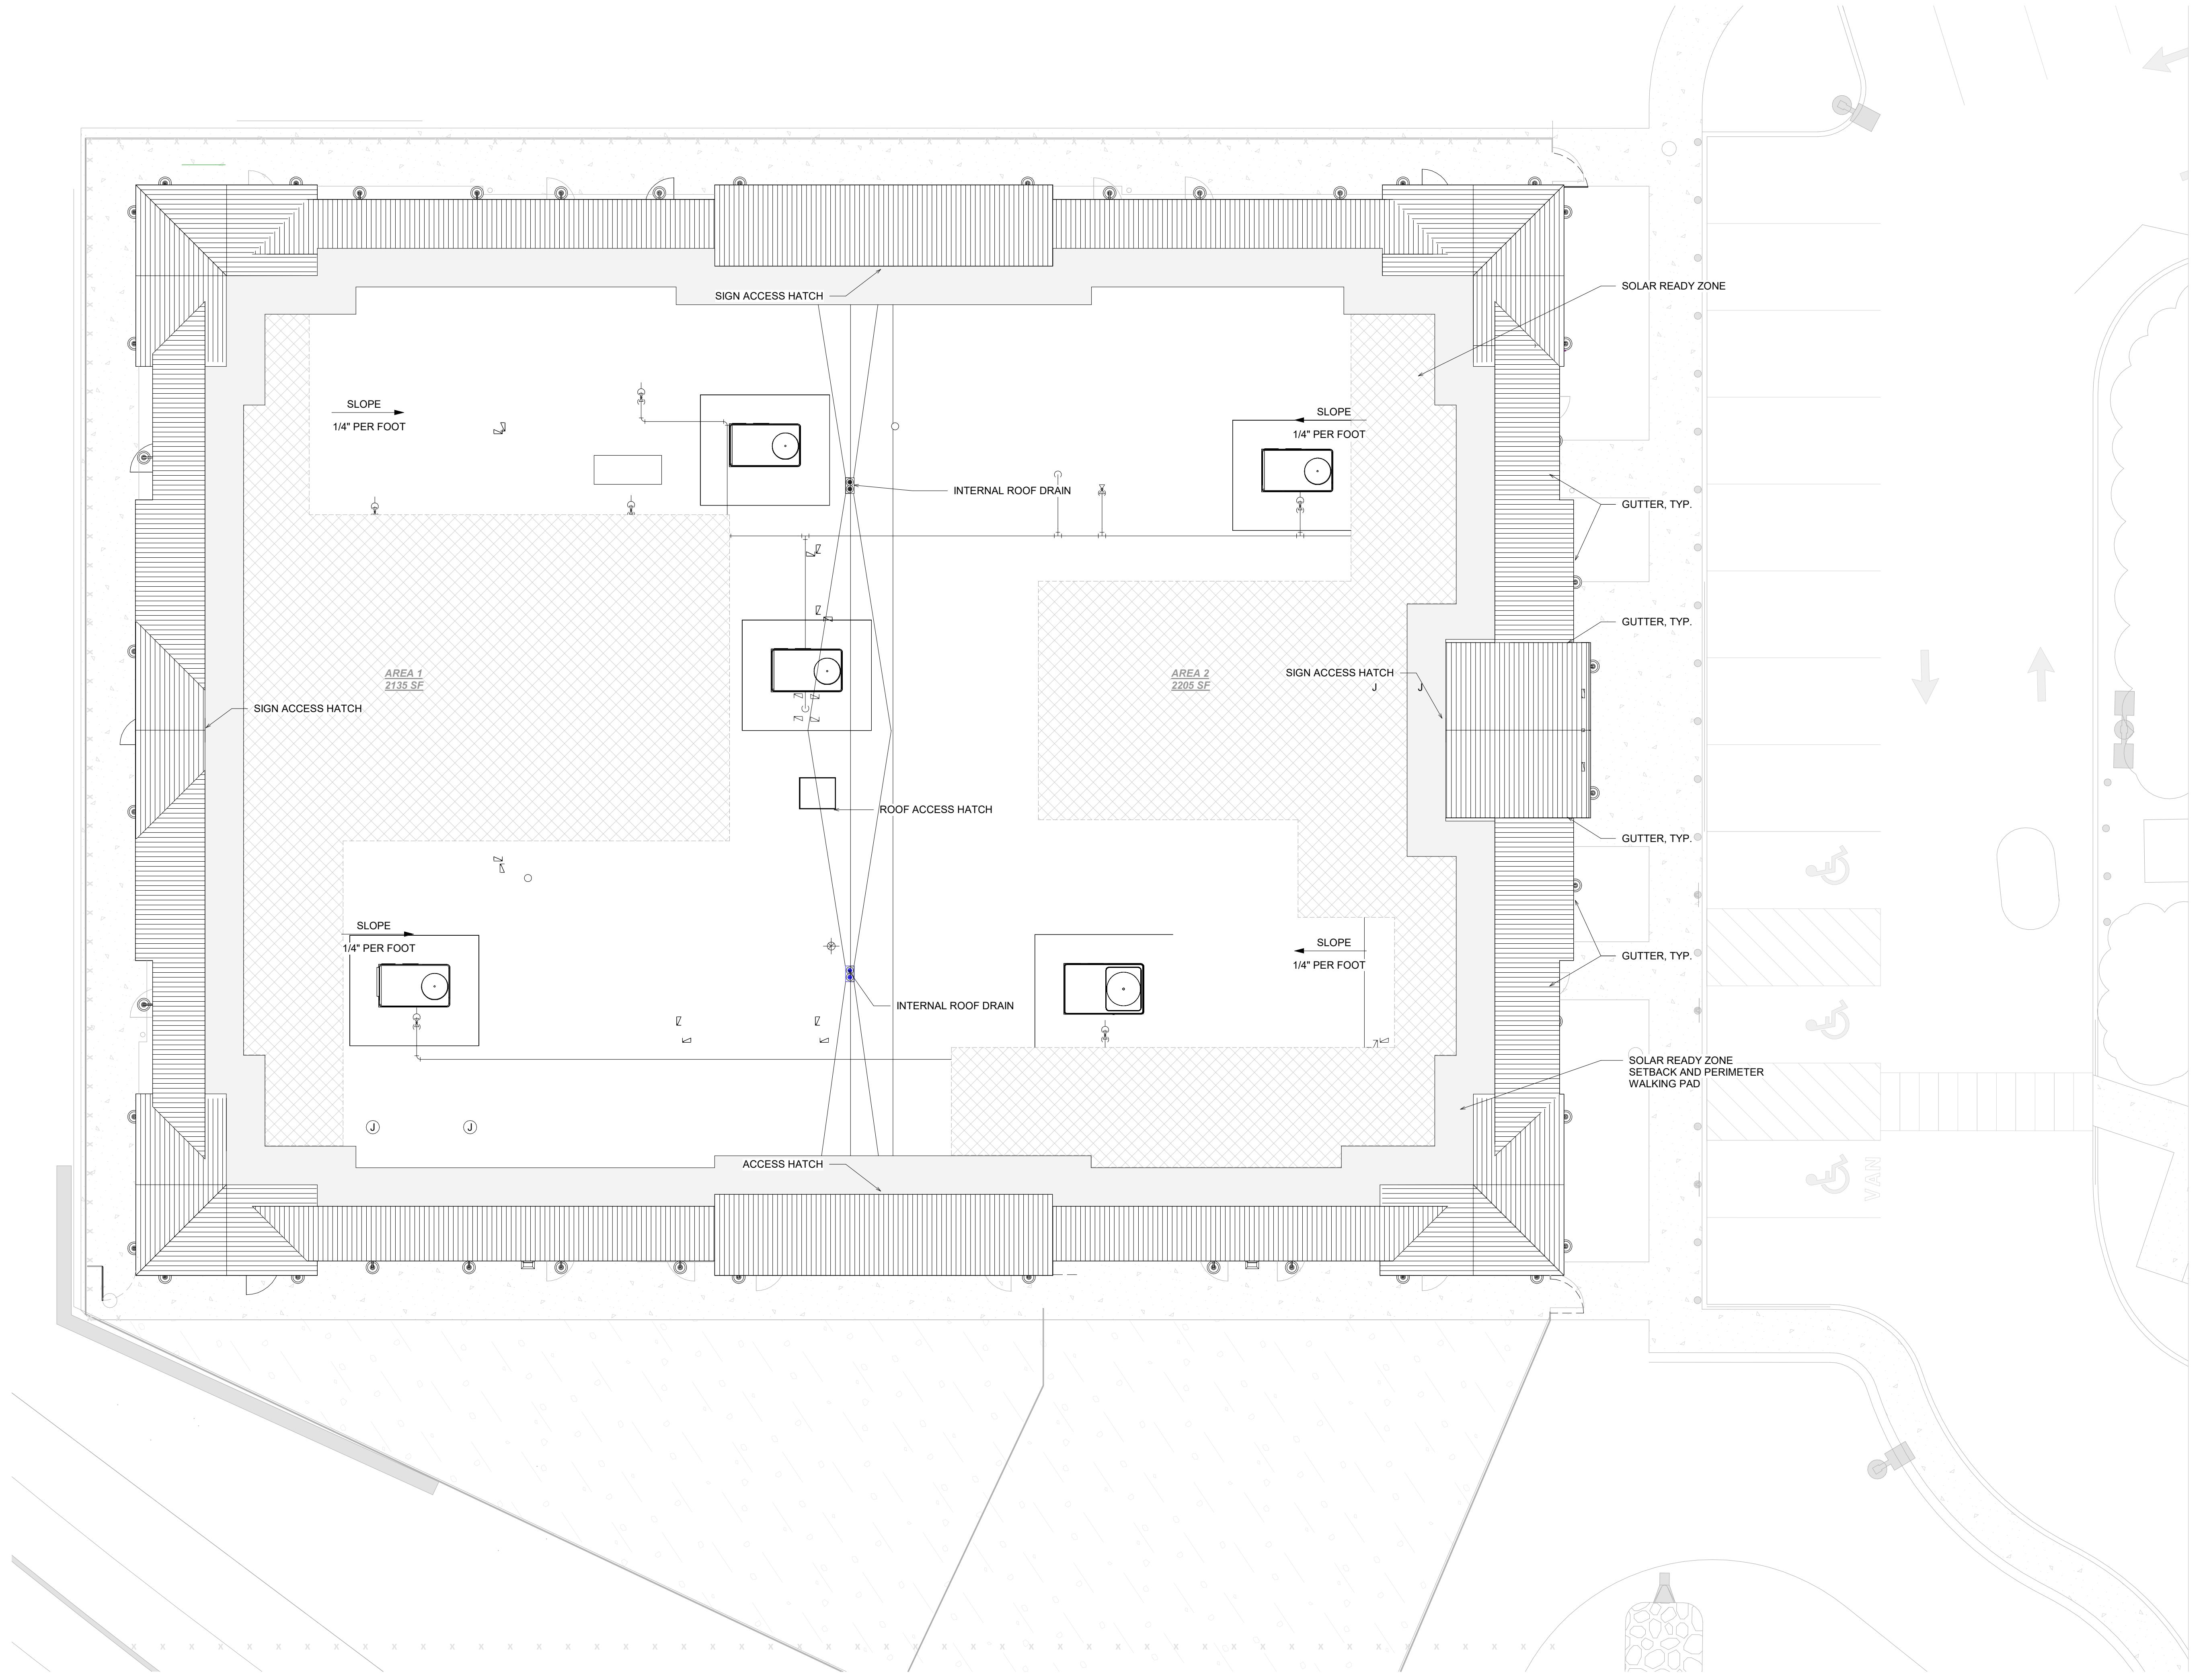 SIGN ACCESS HATCH
SOLAR READY ZONE
SLOPE
1/4" PER FOOT
SLOPE
1/4" PER FOOT
INTERNAL ROOF DRAIN
GUTTER, TYP.
GUTTER, TYP.
AREA 1
2135 SF
AREA 2
2205 SF
SIGN ACCESS HATCH
J J
SIGN ACCESS HATCH
ROOF ACCESS HATCH
GUTTER, TYP.
SLOPE
1/4" PER FOOT
SLOPE
1/4" PER FOOT
GUTTER, TYP.
INTERNAL ROOF DRAIN
SOLAR READY ZONE
SETBACK AND PERIMETER
WALKING PAD
J J
ACCESS HATCH
VAN